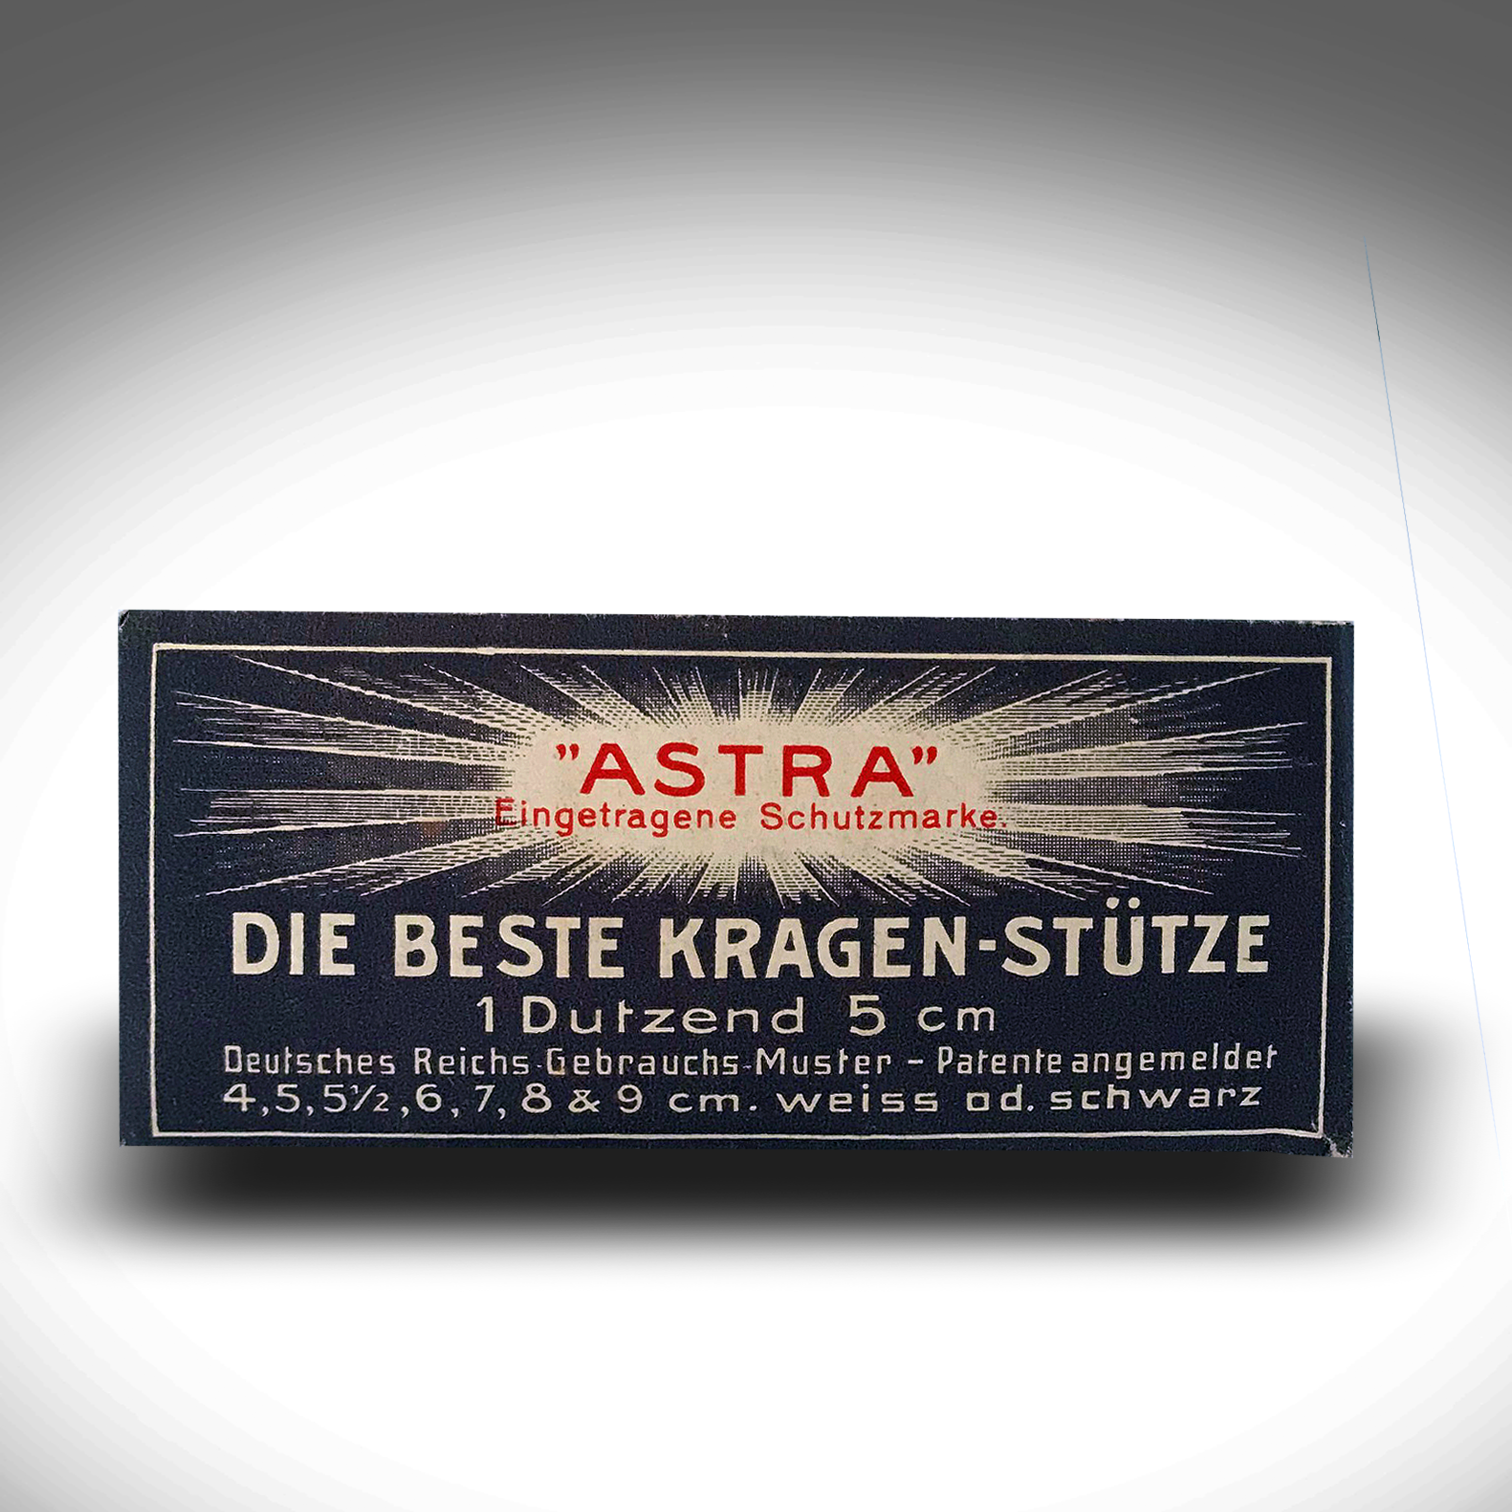 "ASTRA"
Eingetragene Schutzmarke.
DIE BESTE KRAGEN-STÜTZE
1 Dutzend 5 cm
Deutsches Reichs-Gebrauchs-Muster – Patente angemeldet
4,5,5½,6,7,8 & 9 cm. weiss od. schwarz